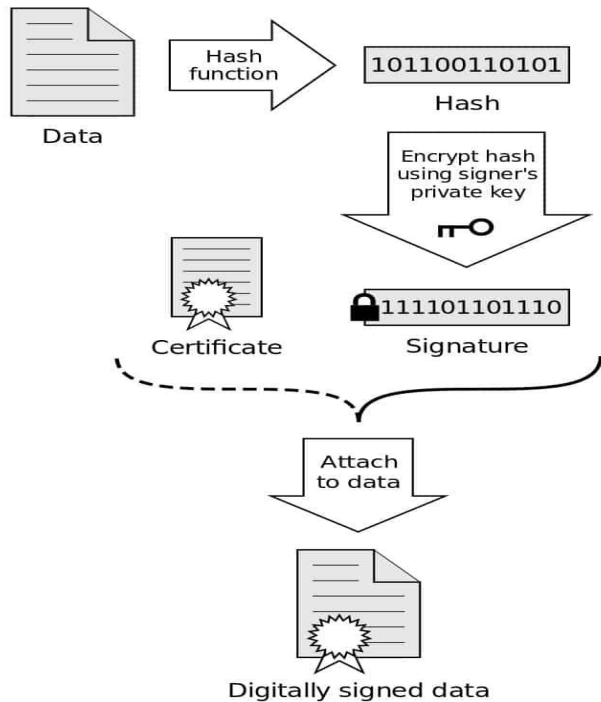 Hash
function
101100110101
Data
Hash
Encrypt hash
using signer's
private key
111101101110
Certificate
Signature
Attach
to data
Digitally signed data